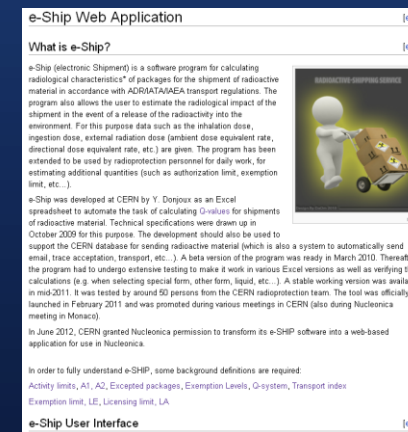 e-Ship Web Application
What is e-Ship?
e-Ship (electronic Shipment) is a software program for calculating
radiological characteristics* of packages for the shipment of radioactive
material in accordance with ADR/IATA/IAEA transport regulations. The
program also allows the user to estimate the radiological impact of the
shipment in the event of a release of the radioactivity into the
environment. For this purpose data such as the inhalation dose,
ingestion dose, external radiation dose (ambient dose equivalent rate,
directional dose equivalent rate, etc.) are given. The program has been
extended to be used by radioprotection personnel for daily work, for
estimating additional quantities (such as authorization limit, exemption
limit, etc...).
RADIOACTIVE-SHIPPING SERVICE
e-Ship was developed at CERN by Y. Donjoux as an Excel
spreadsheet to automate the task of calculating Q-values for shipments
of radioactive material. Technical specifications were drawn up in
October 2009 for this purpose. The development should also be used to
support the CERN database for sending radioactive material (which is also a system to automatically send
email, trace acceptation, transport, etc...). A beta version of the program was ready in March 2010. Thereaft
the program had to undergo extensive testing to make it work in various Excel versions as well as verifying t
calculations (e.g. when selecting special form, other form, liquid, etc...). A stable working version was availa
in mid-2011. It was tested by around 50 persons from the CERN radioprotection team. The tool was officially
launched in February 2011 and was promoted during various meetings in CERN (also during Nucleonica
meeting in Monaco).
In June 2012, CERN granted Nucleonica permission to transform its e-SHIP software into a web-based
application for use in Nucleonica.
In order to fully understand e-SHIP, some background definitions are required:
Activity limits, A1, A2, Excepted packages, Exemption Levels, Q-system, Transport index
Exemption limit, LE, Licensing limit, LA
e-Ship User Interface